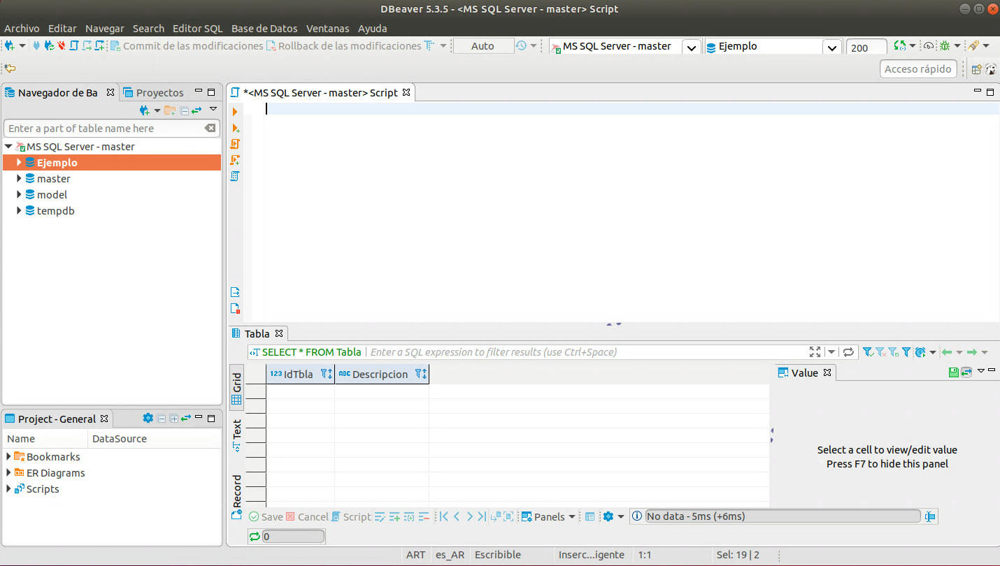 DBeaver 5.3.5 - <MS SQL Server - master> Script
Archivo Editar Navegar Search Editor SQL Base de Datos Ventanas Ayuda
Commit de las modificaciones Rollback de las modificaciones Auto MS SQL Server - master Ejemplo 200
Acceso rápido
Navegador de Ba Proyectos
*<MS SQL Server - master> Script
Enter a part of table name here
MS SQL Server - master
Ejemplo
master
model
tempdb
Tabla
SELECT * FROM Tabla Enter a SQL expression to filter results (use Ctrl+Space)
Grid
Text
Record
123 IdTbla ABC Descripcion
Value
Select a cell to view/edit value
Press F7 to hide this panel
Project - General
Name DataSource
Bookmarks
ER Diagrams
Scripts
Save Cancel Script Panels No data - 5ms (+6ms)
0
ART es_AR Escribible Inserc...igente 1:1 Sel: 19 | 2